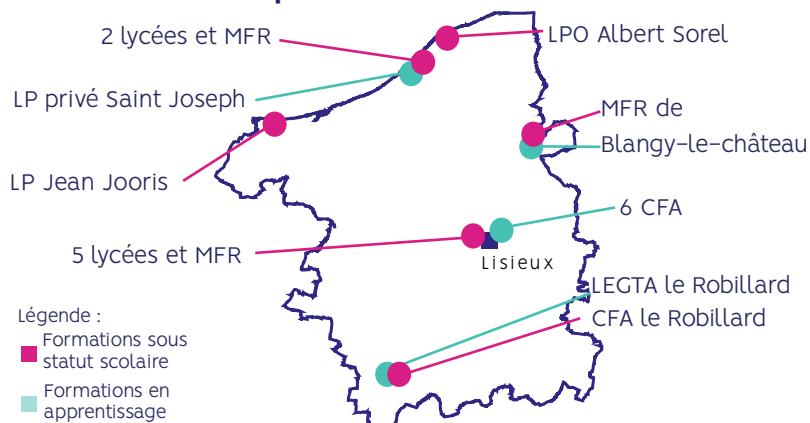 2 lycées et MFR
LPO Albert Sorel
LP privé Saint Joseph
MFR de
Blangy-le-château
LP Jean Jooris
6 CFA
5 lycées et MFR
Lisieux
LEGTA le Robillard
CFA le Robillard
Légende :
Formations sous
statut scolaire
Formations en
apprentissage